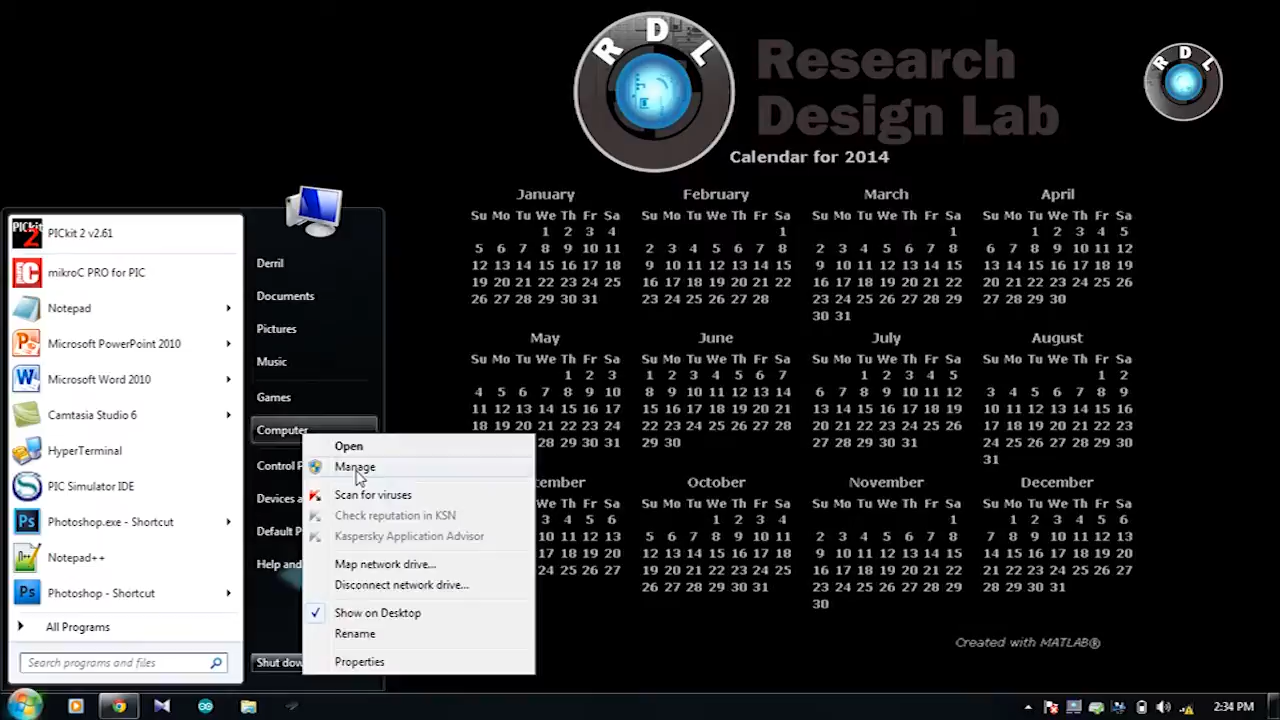 R D L
Research
Design Lab
R D L
Calendar for 2014
January February March April
Su Mo Tu We Th Fr Sa Su Mo Tu We Th Fr Sa Su Mo Tu We Th Fr Sa Su Mo Tu We Th Fr Sa
1 2 3 4 1 1 1 2 3 4 5
5 6 7 8 9 10 11 2 3 4 5 6 7 8 2 3 4 5 6 7 8 6 7 8 9 10 11 12
12 13 14 15 16 17 18 9 10 11 12 13 14 15 9 10 11 12 13 14 15 13 14 15 16 17 18 19
19 20 21 22 23 24 25 16 17 18 19 20 21 22 16 17 18 19 20 21 22 20 21 22 23 24 25 26
26 27 28 29 30 31 23 24 25 26 27 28 23 24 25 26 27 28 29 27 28 29 30
30 31
May June July August
Su Mo Tu We Th Fr Sa Su Mo Tu We Th Fr Sa Su Mo Tu We Th Fr Sa Su Mo Tu We Th Fr Sa
1 2 3 1 2 3 4 5 6 7 1 2 3 4 5 1 2
4 5 6 7 8 9 10 8 9 10 11 12 13 14 6 7 8 9 10 11 12 3 4 5 6 7 8 9
11 12 13 14 15 16 17 15 16 17 18 19 20 21 13 14 15 16 17 18 19 10 11 12 13 14 15 16
18 22 23 24 25 26 27 28 20 21 22 23 24 25 26 17 18 19 20 21 22 23
29 30 27 28 29 30 31 24 25 26 27 28 29 30
31
tember October November December
We Th Fr Sa Su Mo Tu We Th Fr Sa Su Mo Tu We Th Fr Sa Su Mo Tu We Th Fr Sa
3 4 5 6 1 2 3 4 1 1 2 3 4 5 6
10 11 12 13 5 6 7 8 9 10 11 2 3 4 5 6 7 8 7 8 9 10 11 12 13
17 18 19 20 12 13 14 15 16 17 18 9 10 11 12 13 14 15 14 15 16 17 18 19 20
24 25 26 27 19 20 21 22 23 24 25 16 17 18 19 20 21 22 21 22 23 24 25 26 27
26 27 28 29 30 31 23 24 25 26 27 28 29 28 29 30 31
30
Created with MATLAB®
PICkit 2 v2.61
mikroC PRO for PIC
Notepad
Microsoft PowerPoint 2010
Microsoft Word 2010
Camtasia Studio 6
HyperTerminal
PIC Simulator IDE
Photoshop.exe - Shortcut
Notepad++
Photoshop - Shortcut
All Programs
Search programs and files
Derril
Documents
Pictures
Music
Games
Computer
Control P
Devices a
Default P
Help and
Shut dow
Open
Manage
Scan for viruses
Check reputation in KSN
Kaspersky Application Advisor
Map network drive...
Disconnect network drive...
Show on Desktop
Rename
Properties
2:34 PM